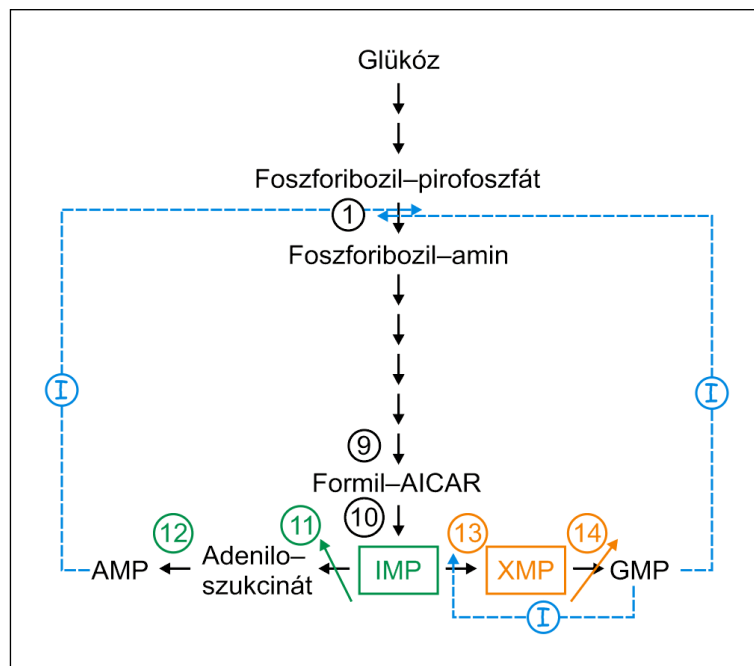 Glükóz
Foszforibozil–pirofoszfát
1
Foszforibozil–amin
I
I
9
Formil–AICAR
10
12
11
13
14
AMP
Adenilo–
szukcinát
IMP
XMP
GMP
I